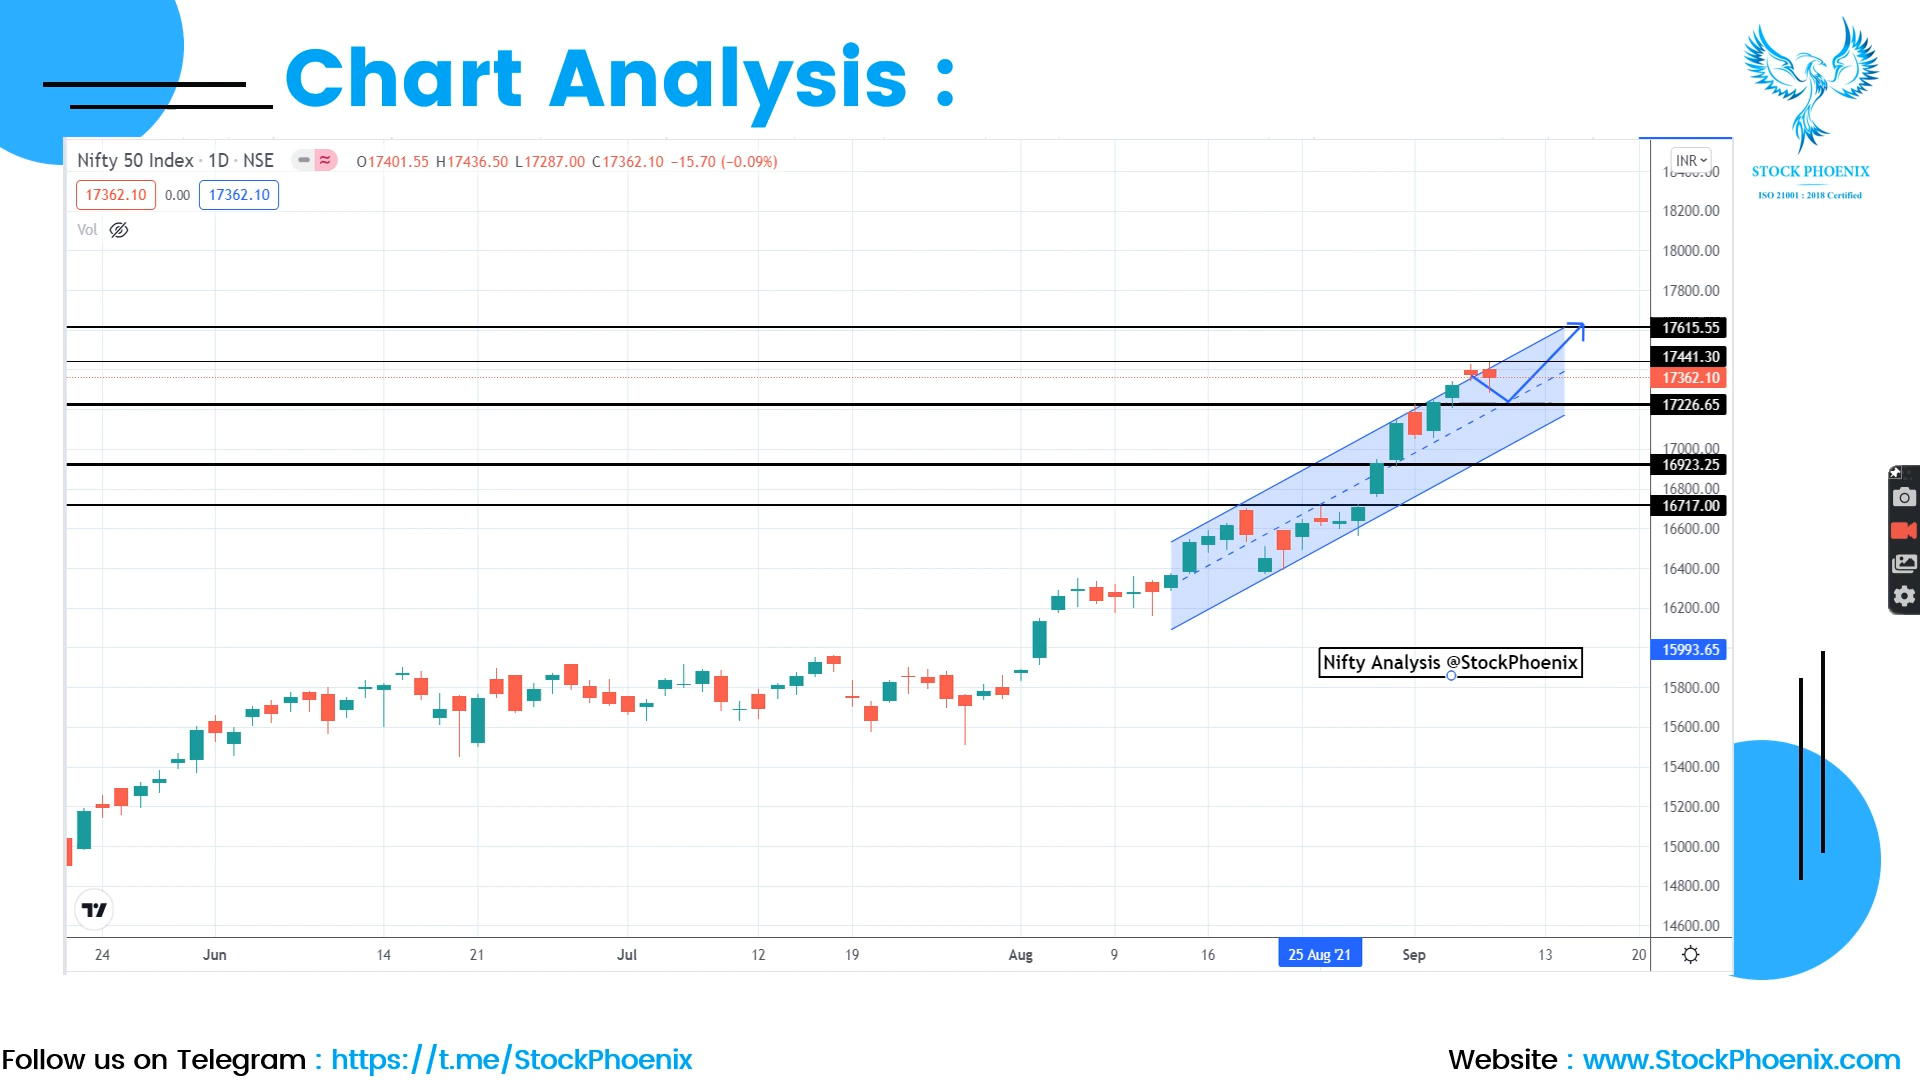 Chart Analysis :
STOCK PHOENIX
ISO 21001 : 2018 Certified
Nifty 50 Index · 1D · NSE
O17401.55 H17436.50 L17287.00 C17362.10 −15.70 (−0.09%)
17362.10 0.00 17362.10
Vol
INR
18400.00
18200.00
18000.00
17800.00
17615.55
17441.30
17362.10
17226.65
17000.00
16923.25
16800.00
16717.00
16600.00
16400.00
16200.00
15993.65
Nifty Analysis @StockPhoenix
15800.00
15600.00
15400.00
15200.00
15000.00
14800.00
14600.00
24 Jun 14 21 Jul 12 19 Aug 9 16 25 Aug '21 Sep 13 20
Follow us on Telegram : https://t.me/StockPhoenix
Website : www.StockPhoenix.com